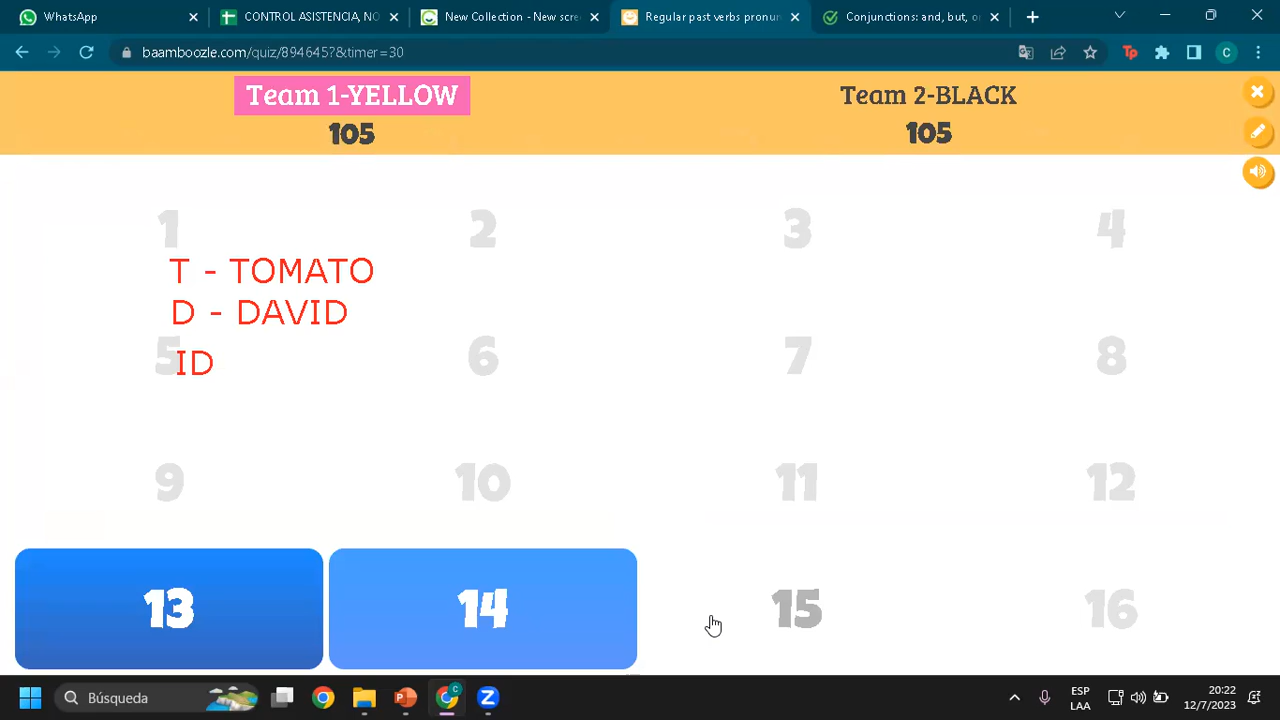 WhatsApp
CONTROL ASISTENCIA, NO
New Collection - New scre
Regular past verbs pronun
Conjunctions: and, but, o
baamboozle.com/quiz/894645?&timer=30
Team 1-YELLOW
105
Team 2-BLACK
105
1
2
3
4
T - TOMATO
D - DAVID
5
ID
6
7
8
9
10
11
12
13
14
15
16
Búsqueda
ESP
LAA
20:22
12/7/2023